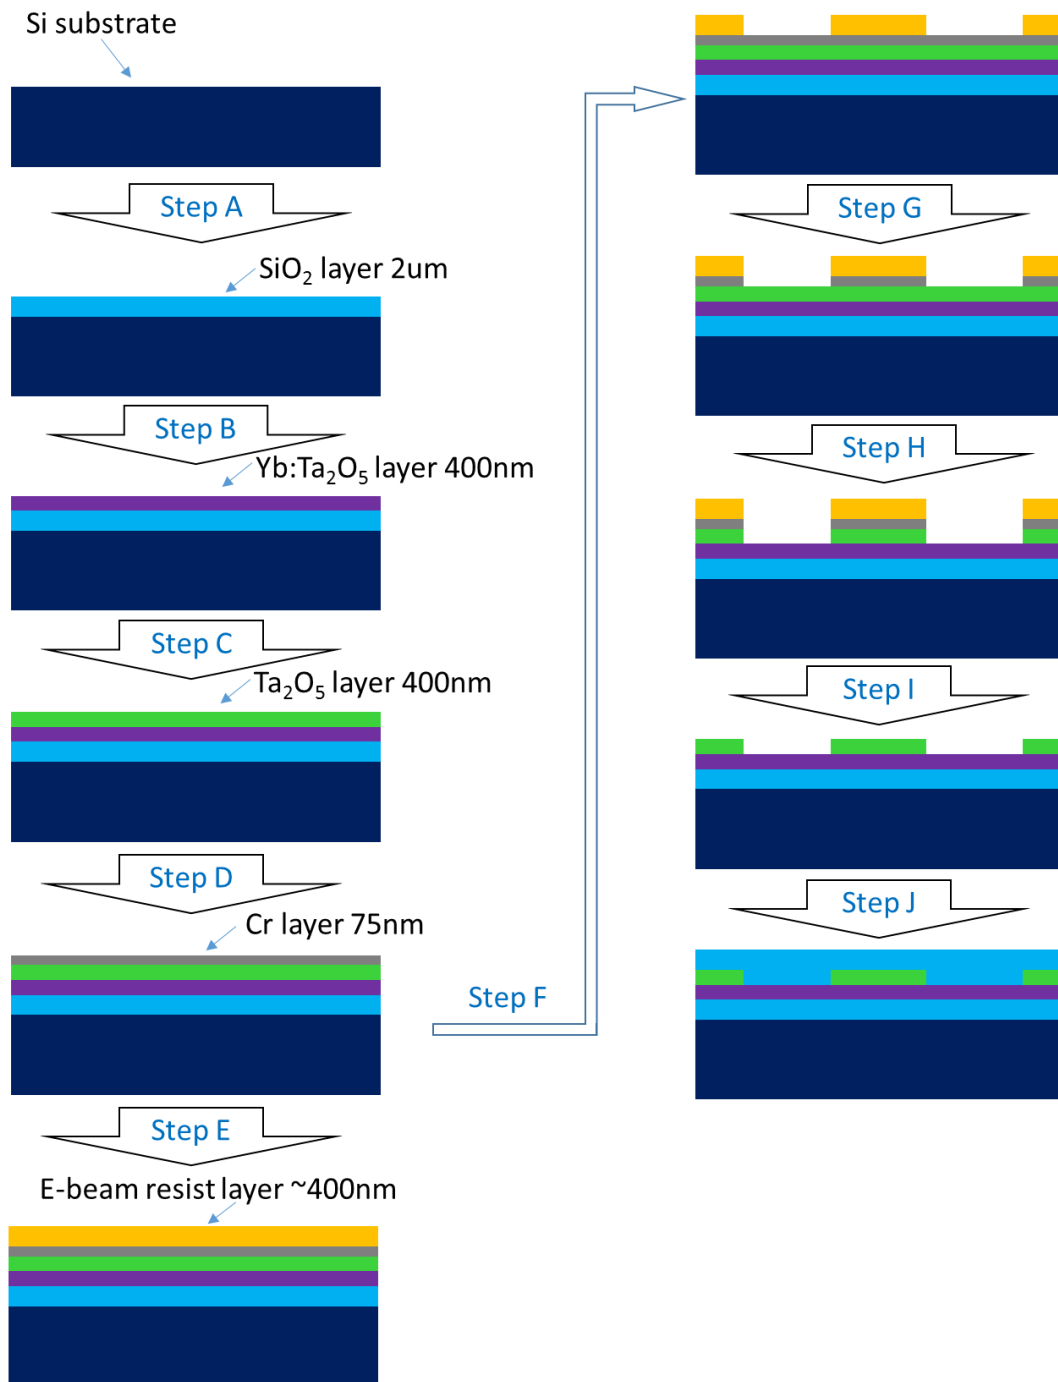 Si substrate
Step A
SiO₂ layer 2um
Step B
Yb:Ta₂O₅ layer 400nm
Step C
Ta₂O₅ layer 400nm
Step D
Cr layer 75nm
Step E
E-beam resist layer ~400nm
Step F
Step G
Step H
Step I
Step J